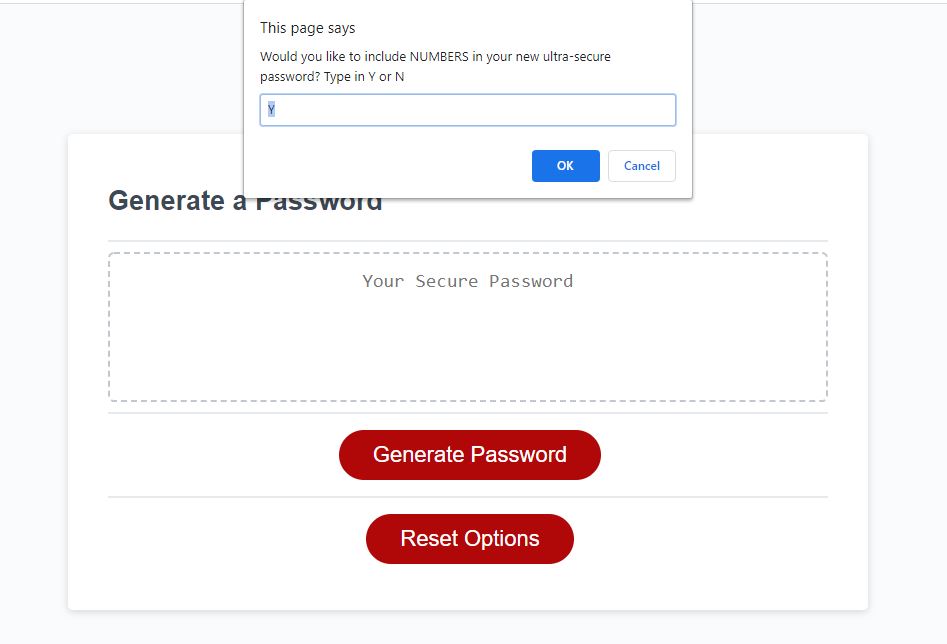 This page says
Would you like to include NUMBERS in your new ultra-secure
password? Type in Y or N
Y
OK
Cancel
Generate a Password
Your Secure Password
Generate Password
Reset Options